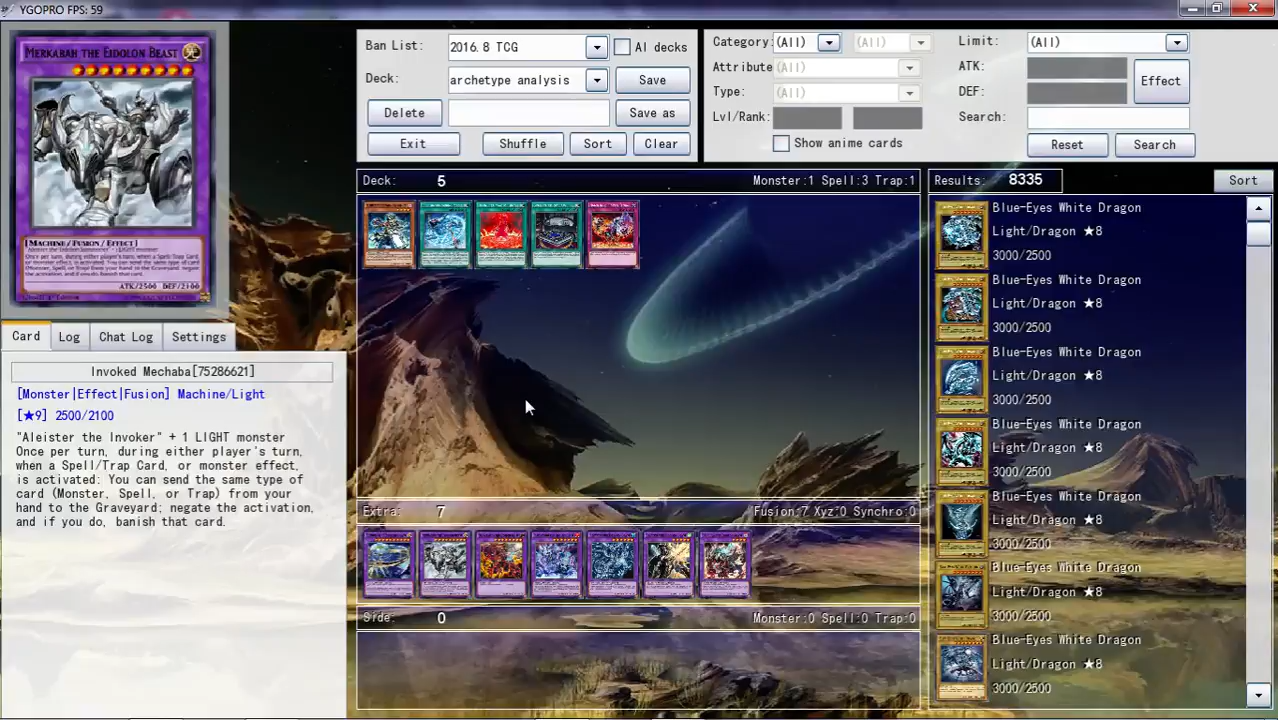 YGOPRO FPS: 59
MERKABAH THE EIDOLON BEAST
[MACHINE / FUSION / EFFECT]
ATK/2500 DEF/2100
Card
Log
Chat Log
Settings
Invoked Mechaba[75286621]
[Monster|Effect|Fusion] Machine/Light
[★9] 2500/2100
"Aleister the Invoker" + 1 LIGHT monster
Once per turn, during either player's turn,
when a Spell/Trap Card, or monster effect,
is activated: You can send the same type of
card (Monster, Spell, or Trap) from your
hand to the Graveyard; negate the activation,
and if you do, banish that card.
Ban List:
2016.8 TCG
AI decks
Deck:
archetype analysis
Save
Delete
Save as
Exit
Shuffle
Sort
Clear
Category:
(All)
(All)
Limit:
(All)
Attribute
(All)
ATK:
Type:
(All)
DEF:
Effect
Lvl/Rank:
Search:
Show anime cards
Reset
Search
Deck: 5
Monster:1 Spell:3 Trap:1
Extra: 7
Fusion:7 Xyz:0 Synchro:0
Side: 0
Monster:0 Spell:0 Trap:0
Results: 8335
Sort
Blue-Eyes White Dragon
Light/Dragon ★8
3000/2500
Blue-Eyes White Dragon
Light/Dragon ★8
3000/2500
Blue-Eyes White Dragon
Light/Dragon ★8
3000/2500
Blue-Eyes White Dragon
Light/Dragon ★8
3000/2500
Blue-Eyes White Dragon
Light/Dragon ★8
3000/2500
Blue-Eyes White Dragon
Light/Dragon ★8
3000/2500
Blue-Eyes White Dragon
Light/Dragon ★8
3000/2500